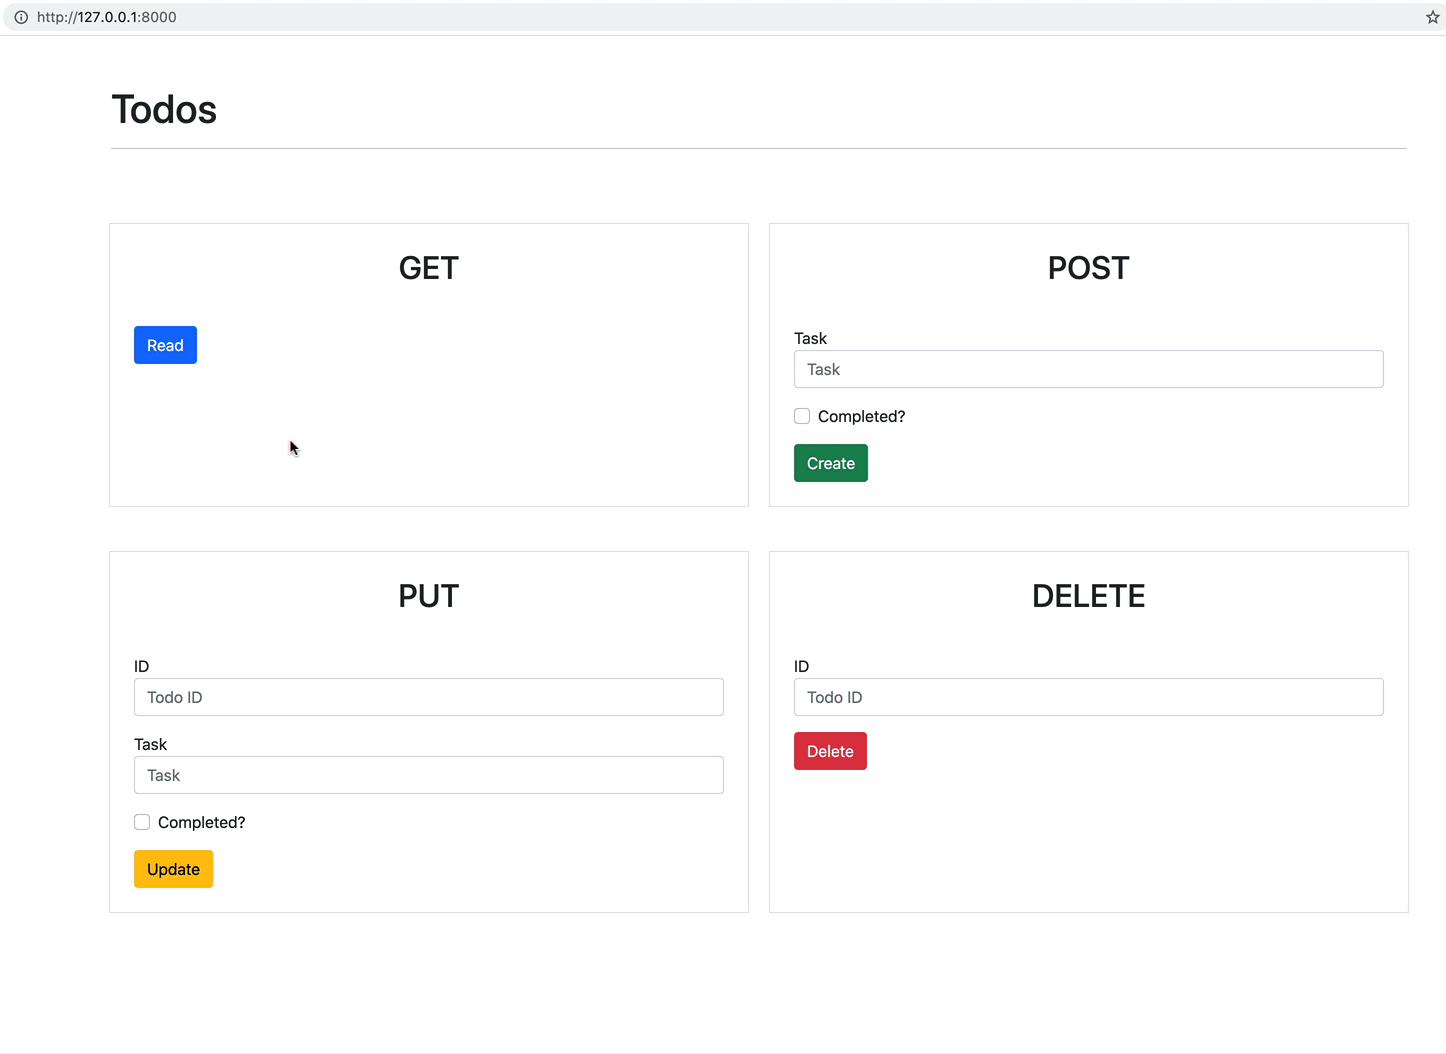 http://127.0.0.1:8000
Todos
GET
Read
POST
Task
Task
Completed?
Create
PUT
ID
Todo ID
Task
Task
Completed?
Update
DELETE
ID
Todo ID
Delete